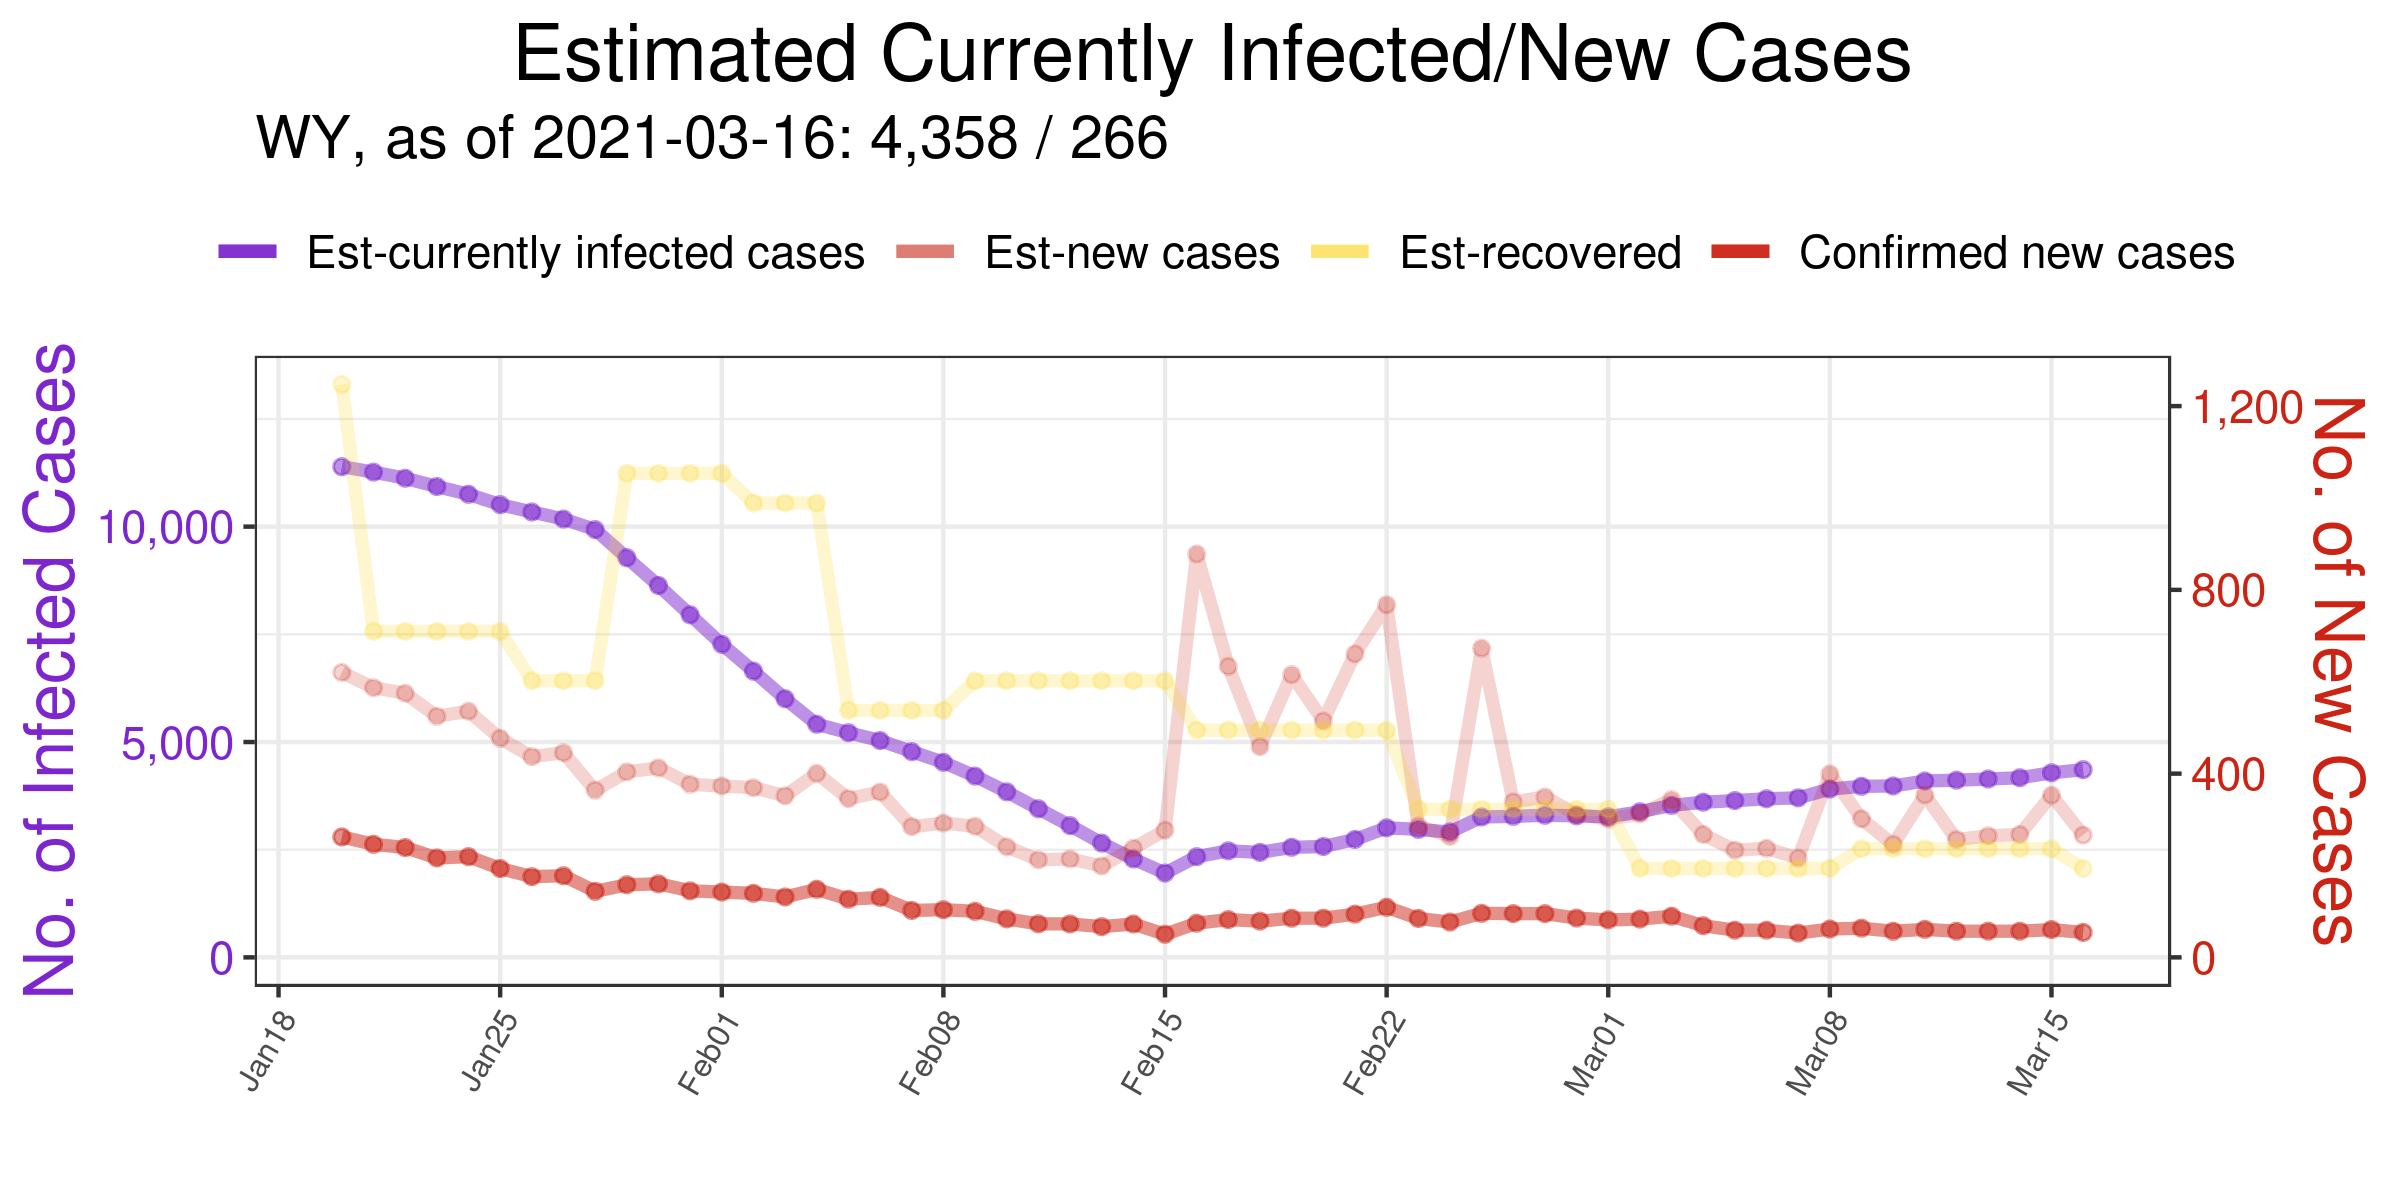 Estimated Currently Infected/New Cases
WY, as of 2021-03-16: 4,358 / 266
Est-currently infected cases Est-new cases Est-recovered Confirmed new cases
No. of Infected Cases
10,000
5,000
0
1,200
800
400
0
No. of New Cases
Jan18 Jan25 Feb01 Feb08 Feb15 Feb22 Mar01 Mar08 Mar15